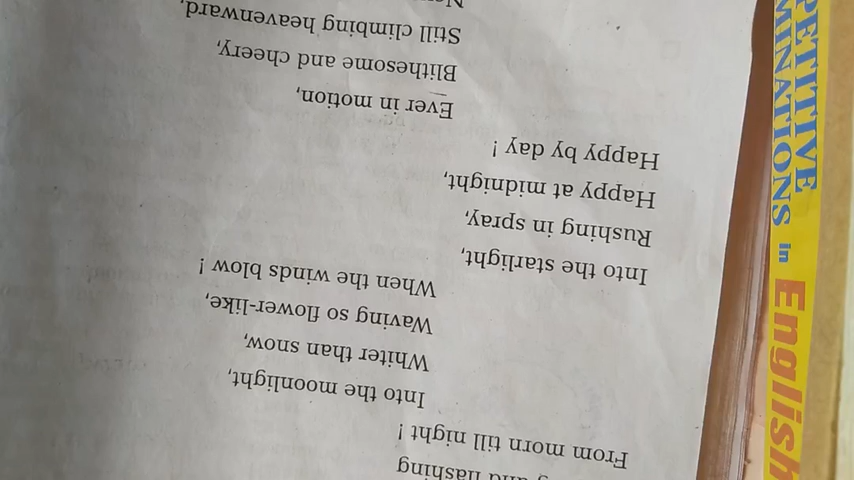 and flashing
From morn till night !
Into the moonlight,
Whiter than snow,
Waving so flower-like,
When the winds blow !
Into the starlight,
Rushing in spray,
Happy at midnight,
Happy by day !
Ever in motion,
Blithesome and cheery,
Still climbing heavenward,
PETITIVE
MINATIONS in
English